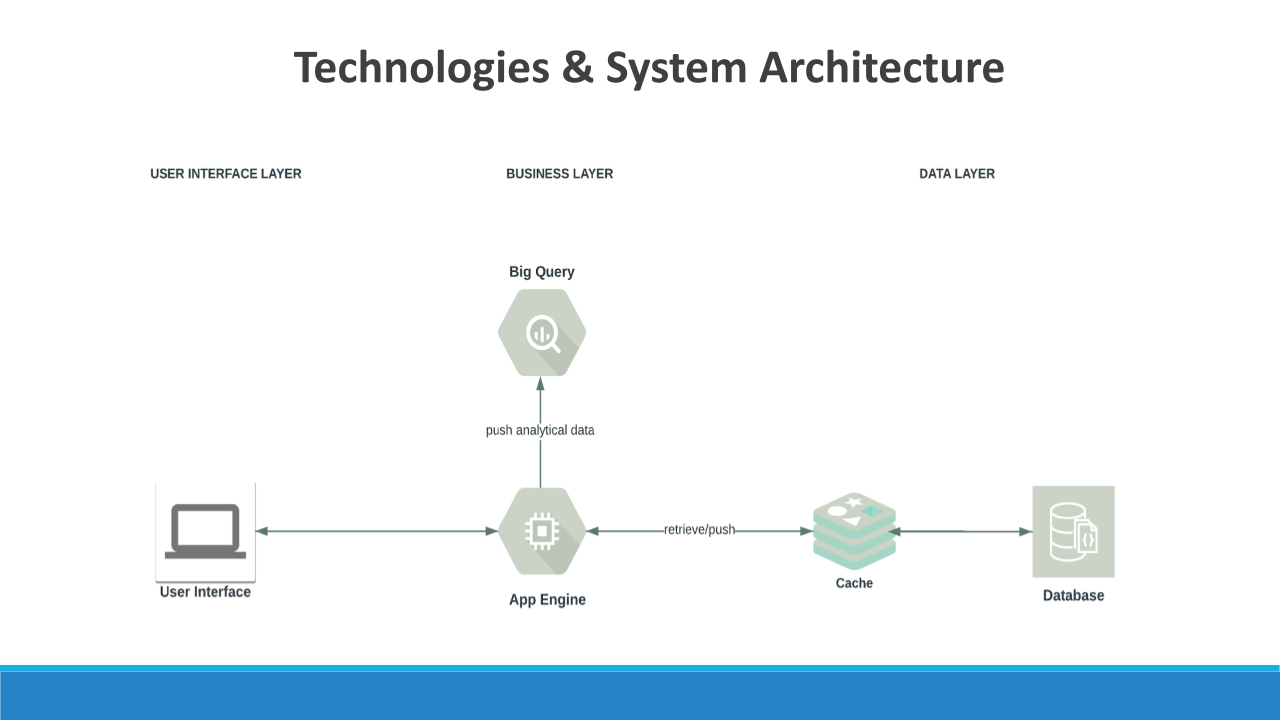 Technologies & System Architecture
USER INTERFACE LAYER
BUSINESS LAYER
DATA LAYER
Big Query
push analytical data
retrieve/push
User Interface
App Engine
Cache
Database